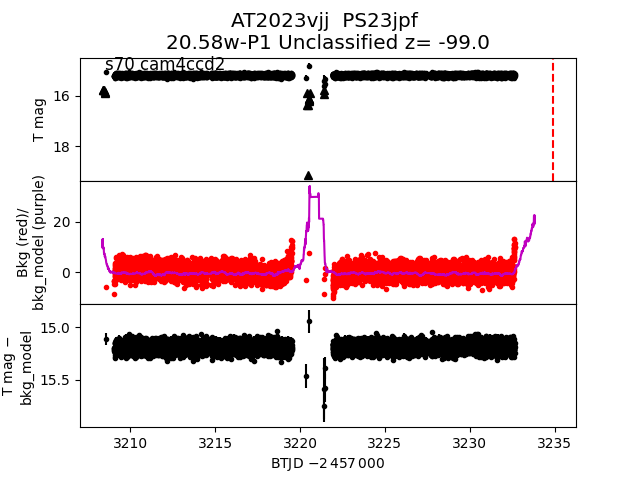 AT2023vjj  PS23jpf
20.58w-P1 Unclassified z= -99.0
s70 cam4ccd2
T mag
16
18
Bkg (red)/
bkg_model (purple)
20
0
T mag −
bkg_model
15.0
15.5
3210 3215 3220 3225 3230 3235
BTJD −2 457 000